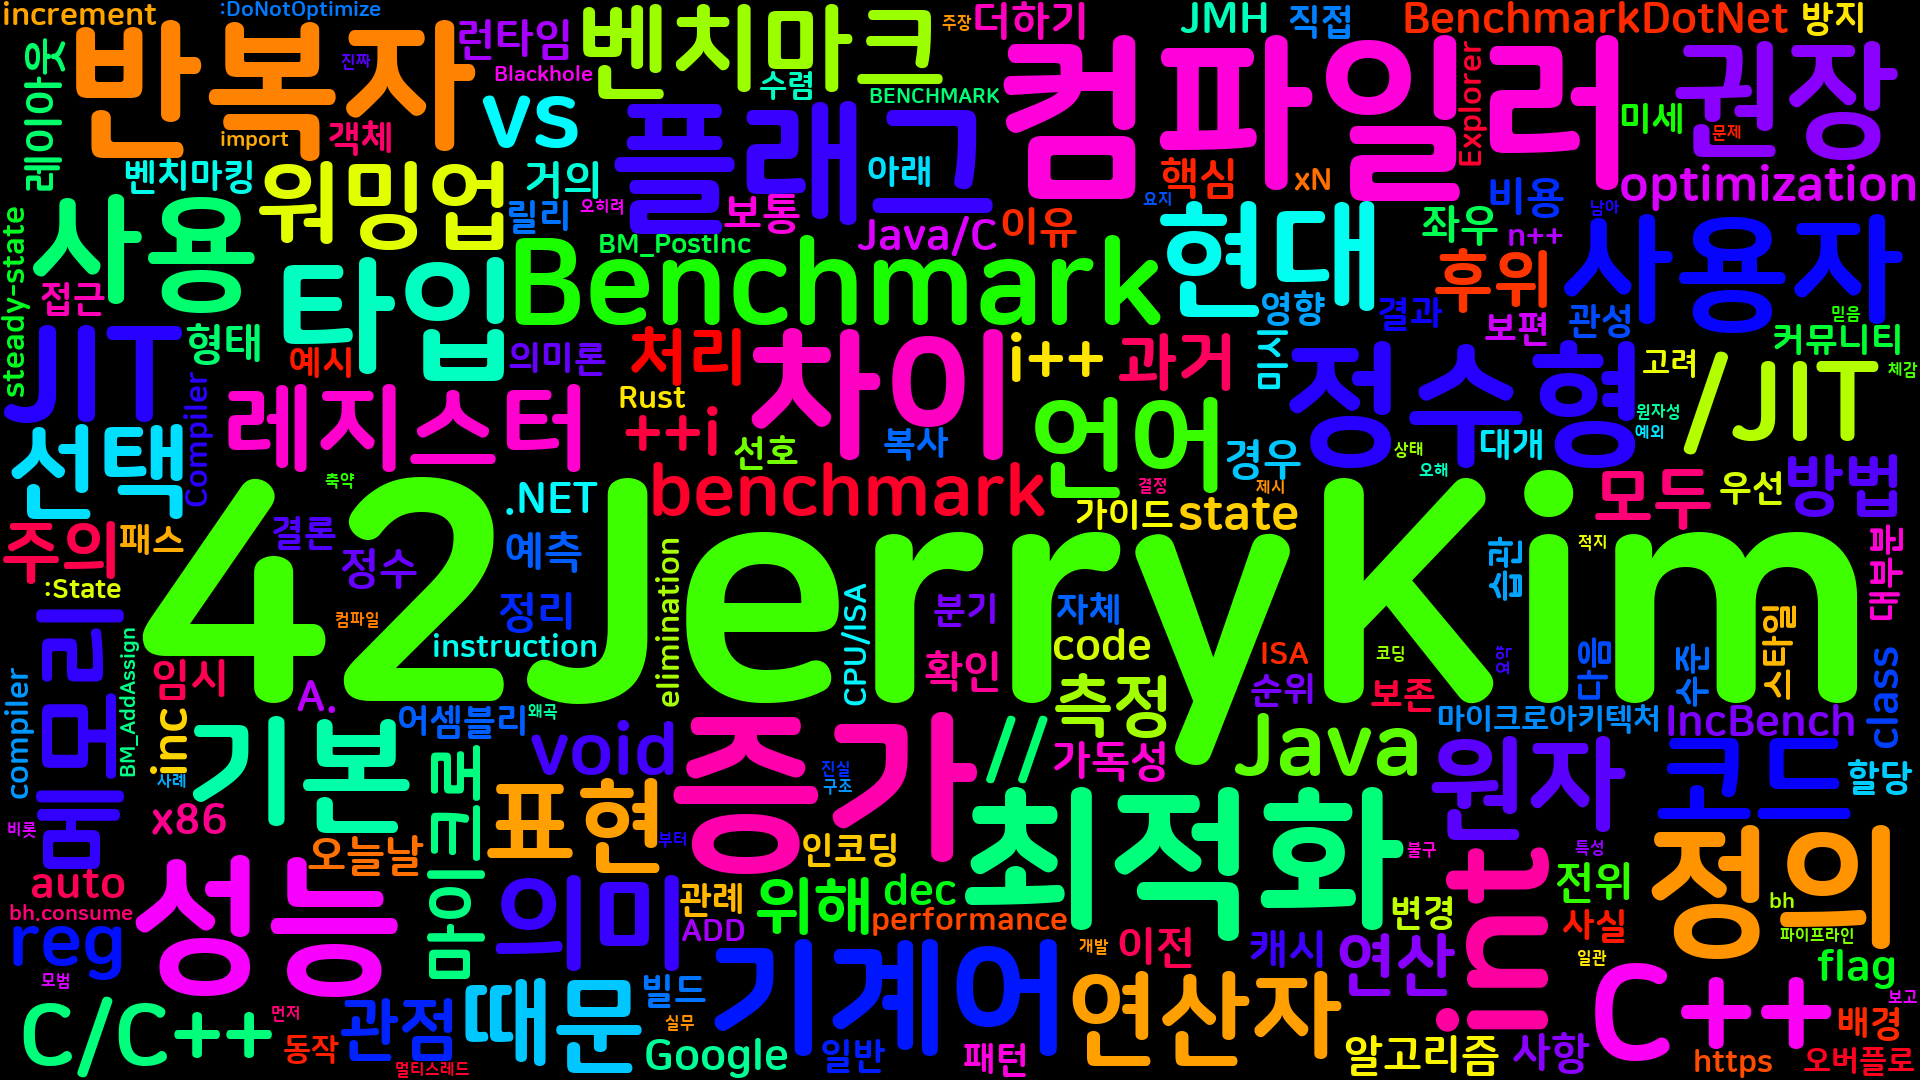 increment
:DoNotOptimize
런타임
벤치마크
주장
더하기
JMH
직접
BenchmarkDotNet
방지
레이아웃
반복자
진짜
Blackhole
수렴
BENCHMARK
컴파일러
Explorer
권장
미세
문제
import
객체
vs
플래그
벤치마킹
워밍업
거의
아래
핵심
xN
비용
optimization
릴리
오히려
보통
요지
남아
steady-state
사용
타입
BM_PostInc
Java/C
이유
현대
좌우
n++
Benchmark
후위
사용자
접근
영향
결과
보편
관성
믿음
JIT
형태
예시
의미론
처리
차이
i++
과거
미시
정수형
고려
커뮤니티
/JIT
체감
Compiler
레지스터
Rust
++i
선호
복사
언어
경우
대개
상태
오해
원자성
예외
선택
축약
.NET
benchmark
결정
제시
가이드
state
모두
우선
방법
주의
패스
결론
정수
예측
42JerryKim
습관
적지
대부분
:State
컴파일
정리
elimination
CPU/ISA
분기
자체
instruction
code
확인
ISA
코딩
학요
다음
수준
스타일
class
compiler
메모리
BM_AddAssign
임시
A.
어셈블리
왜곡
측정
순위
보존
마이크로아키텍처
IncBench
inc
기본
void
증가
//
가독성
Java
원자
코드
할당
사례
진실
구조
x86
비롯
마이크로
표현
부터
인코딩
최적화
불구
특성
정의
오늘날
auto
bh.consume
성능
의미
관례
위해
dec
performance
변경
int
전위
bh
reg
ADD
사실
파이프라인
모범
기계어
개발
이전
캐시
연산
일관
flag
C/C++
먼저
관점
때문
빌드
실무
연산자
C++
보고
배경
동작
멀티스레드
Google
일반
패턴
알고리즘
사항
https
오버플로